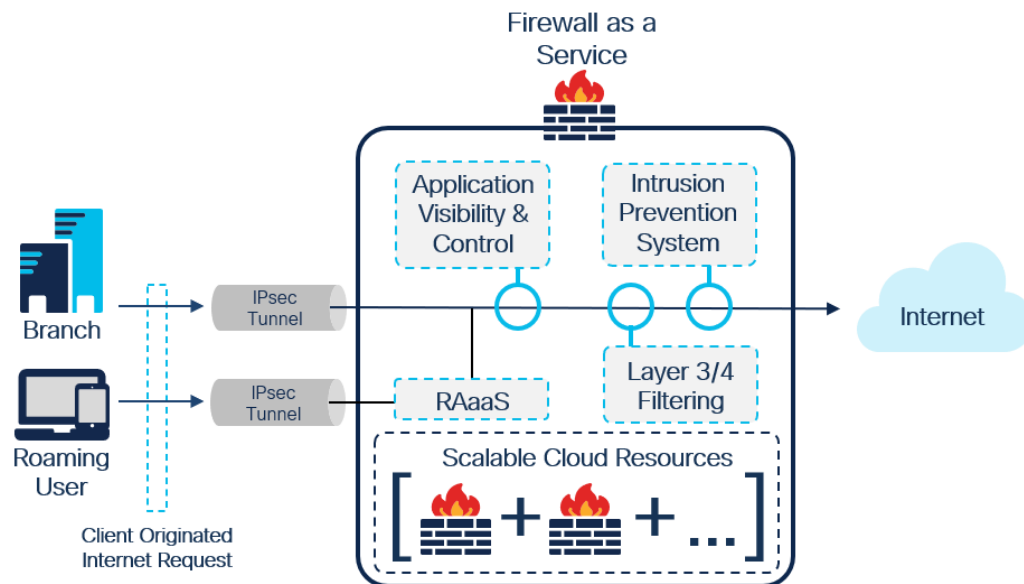 Firewall as a
Service
Application
Visibility &
Control
Intrusion
Prevention
System
Branch
IPsec
Tunnel
Internet
Roaming
User
IPsec
Tunnel
RAaaS
Layer 3/4
Filtering
Scalable Cloud Resources
[ + + ... ]
Client Originated
Internet Request